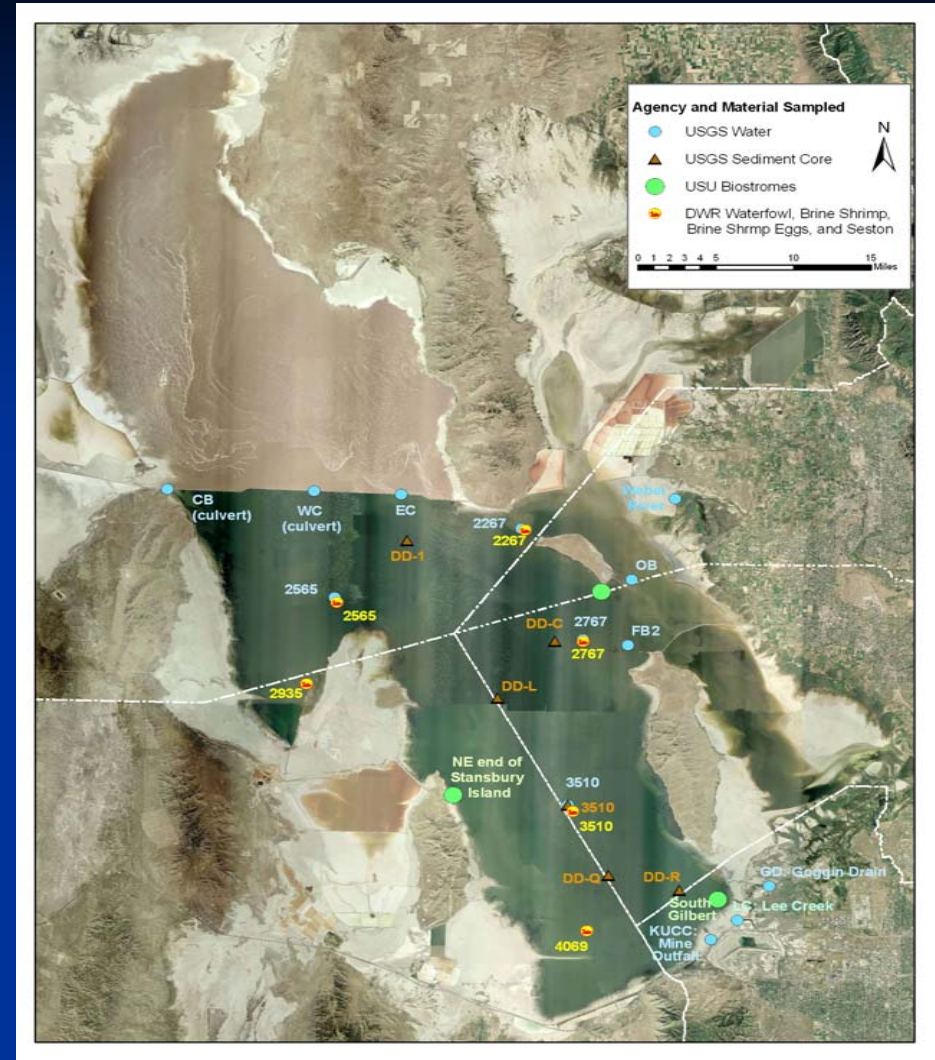 Agency and Material Sampled
USGS Water
USGS Sediment Core
USU Biostromes
DWR Waterfowl, Brine Shrimp,
Brine Shrmp Eggs, and Seston
N
0 1 2 3 4 5 10 15
Miles
CB
(culvert)
WC
(culvert)
EC
DD-1
2267
2267
Weber
River
OB
2565
2565
DD-C
2767
2767
FB2
2935
DD-L
NE end of
Stansbury
Island
3510
3510
3510
DD-Q
DD-R
GD: Goggin Drain
South
Gilbert
LC: Lee Creek
KUCC:
Mine
Outfall
4069